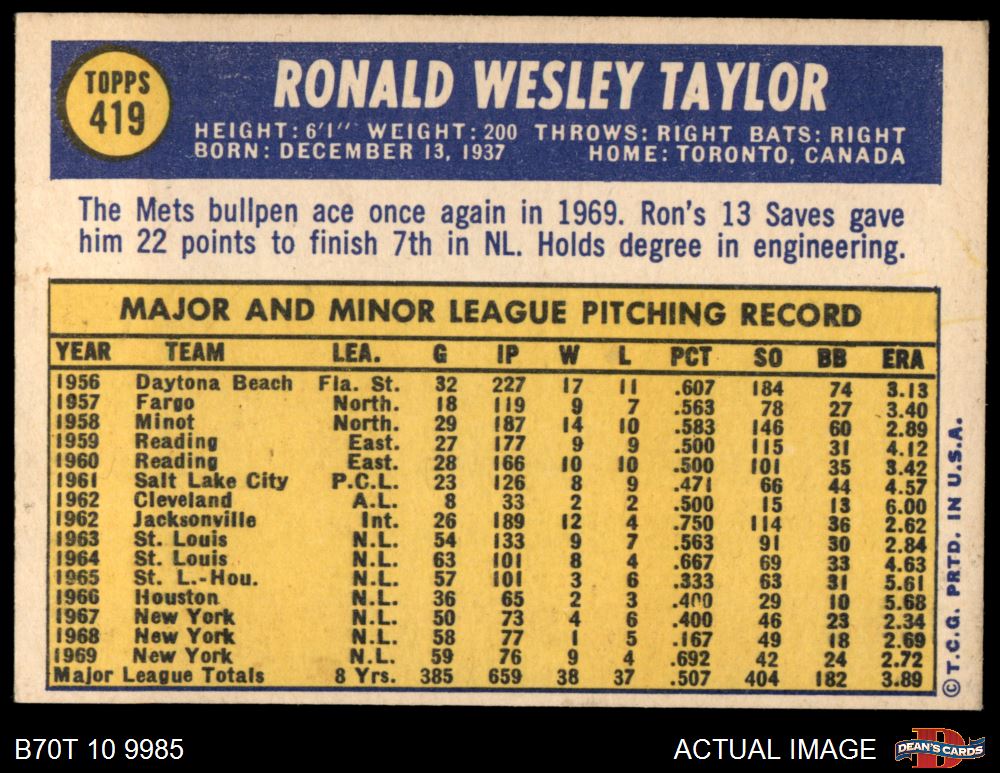 TOPPS
419
RONALD WESLEY TAYLOR
HEIGHT: 6'1" WEIGHT: 200 THROWS: RIGHT BATS: RIGHT
BORN: DECEMBER 13, 1937 HOME: TORONTO, CANADA
The Mets bullpen ace once again in 1969. Ron's 13 Saves gave
him 22 points to finish 7th in NL. Holds degree in engineering.
MAJOR AND MINOR LEAGUE PITCHING RECORD
YEAR TEAM LEA. G IP W L PCT SO BB ERA
1956 Daytona Beach Fla. St. 32 227 17 11 .607 184 74 3.13
1957 Fargo North. 18 119 9 7 .563 78 27 3.40
1958 Minot North. 29 187 14 10 .583 146 60 2.89
1959 Reading East. 27 177 9 9 .500 115 31 4.12
1960 Reading East. 28 166 10 10 .500 101 35 3.42
1961 Salt Lake City P.C.L. 23 126 8 9 .471 66 44 4.57
1962 Cleveland A.L. 8 33 2 2 .500 15 13 6.00
1962 Jacksonville Int. 26 189 12 4 .750 114 36 2.62
1963 St. Louis N.L. 54 133 9 7 .563 91 30 2.84
1964 St. Louis N.L. 63 101 8 4 .667 69 33 4.63
1965 St. L.-Hou. N.L. 57 101 3 6 .333 63 31 5.61
1966 Houston N.L. 36 65 2 3 .400 29 10 5.68
1967 New York N.L. 50 73 4 6 .400 46 23 2.34
1968 New York N.L. 58 77 1 5 .167 49 18 2.69
1969 New York N.L. 59 76 9 4 .692 42 24 2.72
Major League Totals 8 Yrs. 385 659 38 37 .507 404 182 3.89
© T.C.G. PRTD. IN U.S.A.
B70T 10 9985
ACTUAL IMAGE
DEAN'S CARDS